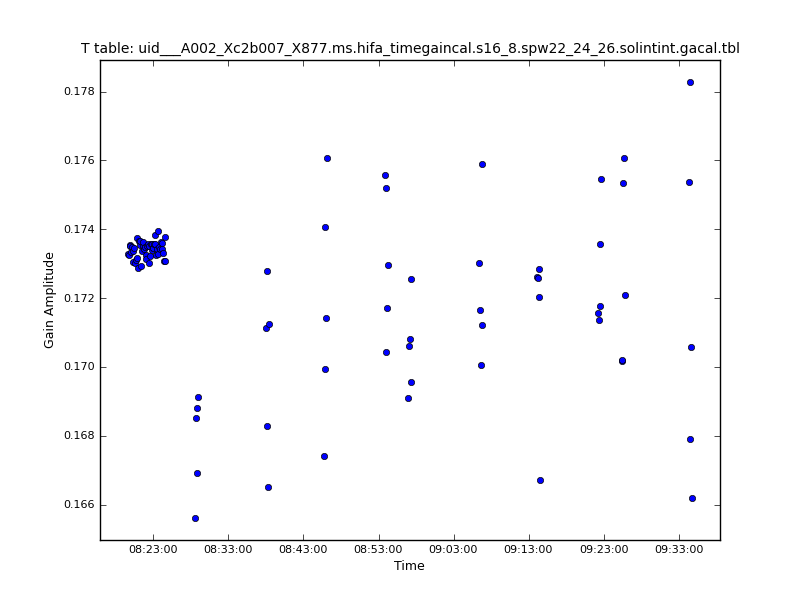 T table: uid___A002_Xc2b007_X877.ms.hifa_timegaincal.s16_8.spw22_24_26.solintint.gacal.tbl
0.178
0.176
0.174
0.172
0.170
0.168
0.166
Gain Amplitude
08:23:00 08:33:00 08:43:00 08:53:00 09:03:00 09:13:00 09:23:00 09:33:00
Time